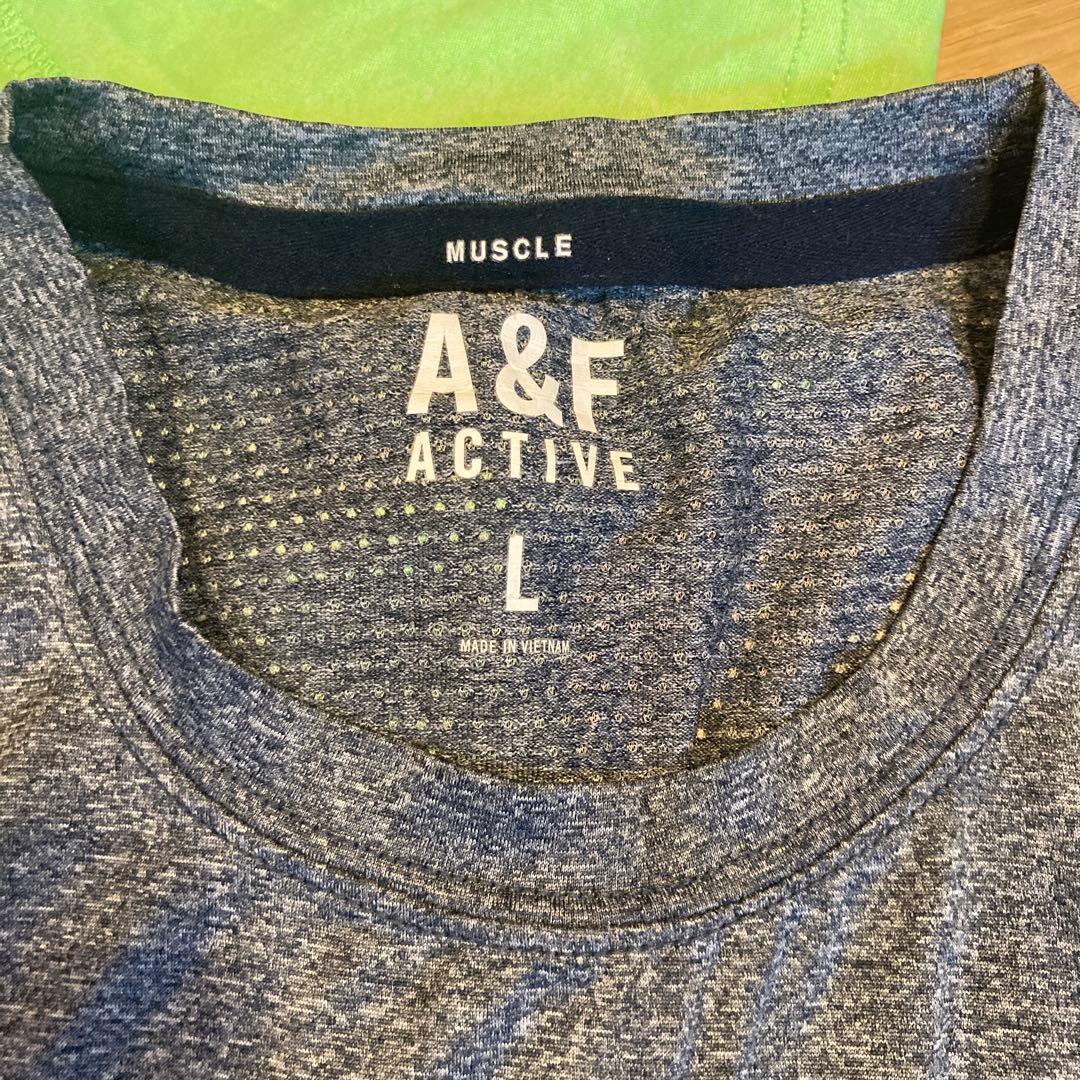 MUSCLE
A&F
ACTIVE
L
MADE IN VIETNAM